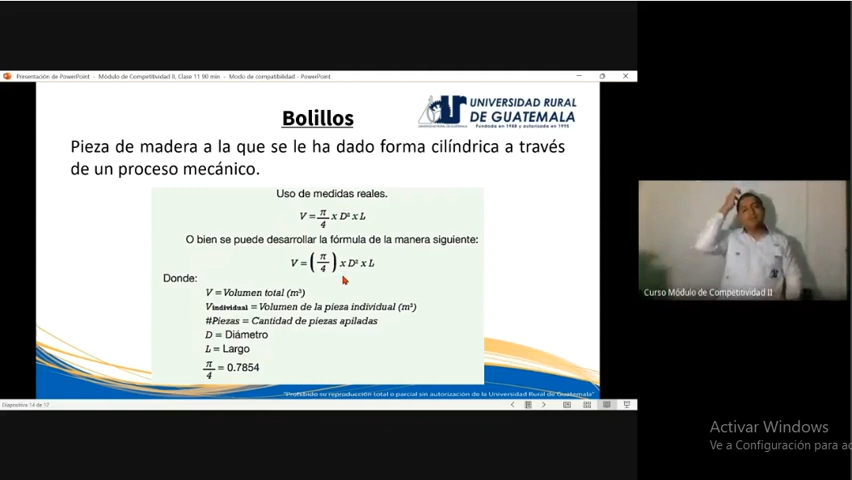 Presentación de PowerPoint - Módulo de Competitividad II, Clase 11 90 min - Modo de compatibilidad - PowerPoint
Bolillos
UNIVERSIDAD RURAL
DE GUATEMALA
Fundada en 1988 y autorizada en 1995
Pieza de madera a la que se le ha dado forma cilíndrica a través
de un proceso mecánico.
Uso de medidas reales.
V = π/4 x D² x L
O bien se puede desarrollar la fórmula de la manera siguiente:
V = (π/4) x D² x L
Donde:
V = Volumen total (m³)
Vindividual = Volumen de la pieza individual (m³)
#Piezas = Cantidad de piezas apiladas
D = Diámetro
L = Largo
π/4 = 0.7854
"Prohibido su reproducción total o parcial sin autorización de la Universidad Rural de Guatemala"
Diapositiva 14 de 17
Curso Módulo de Competitividad II
Activar Windows
Ve a Configuración para ac